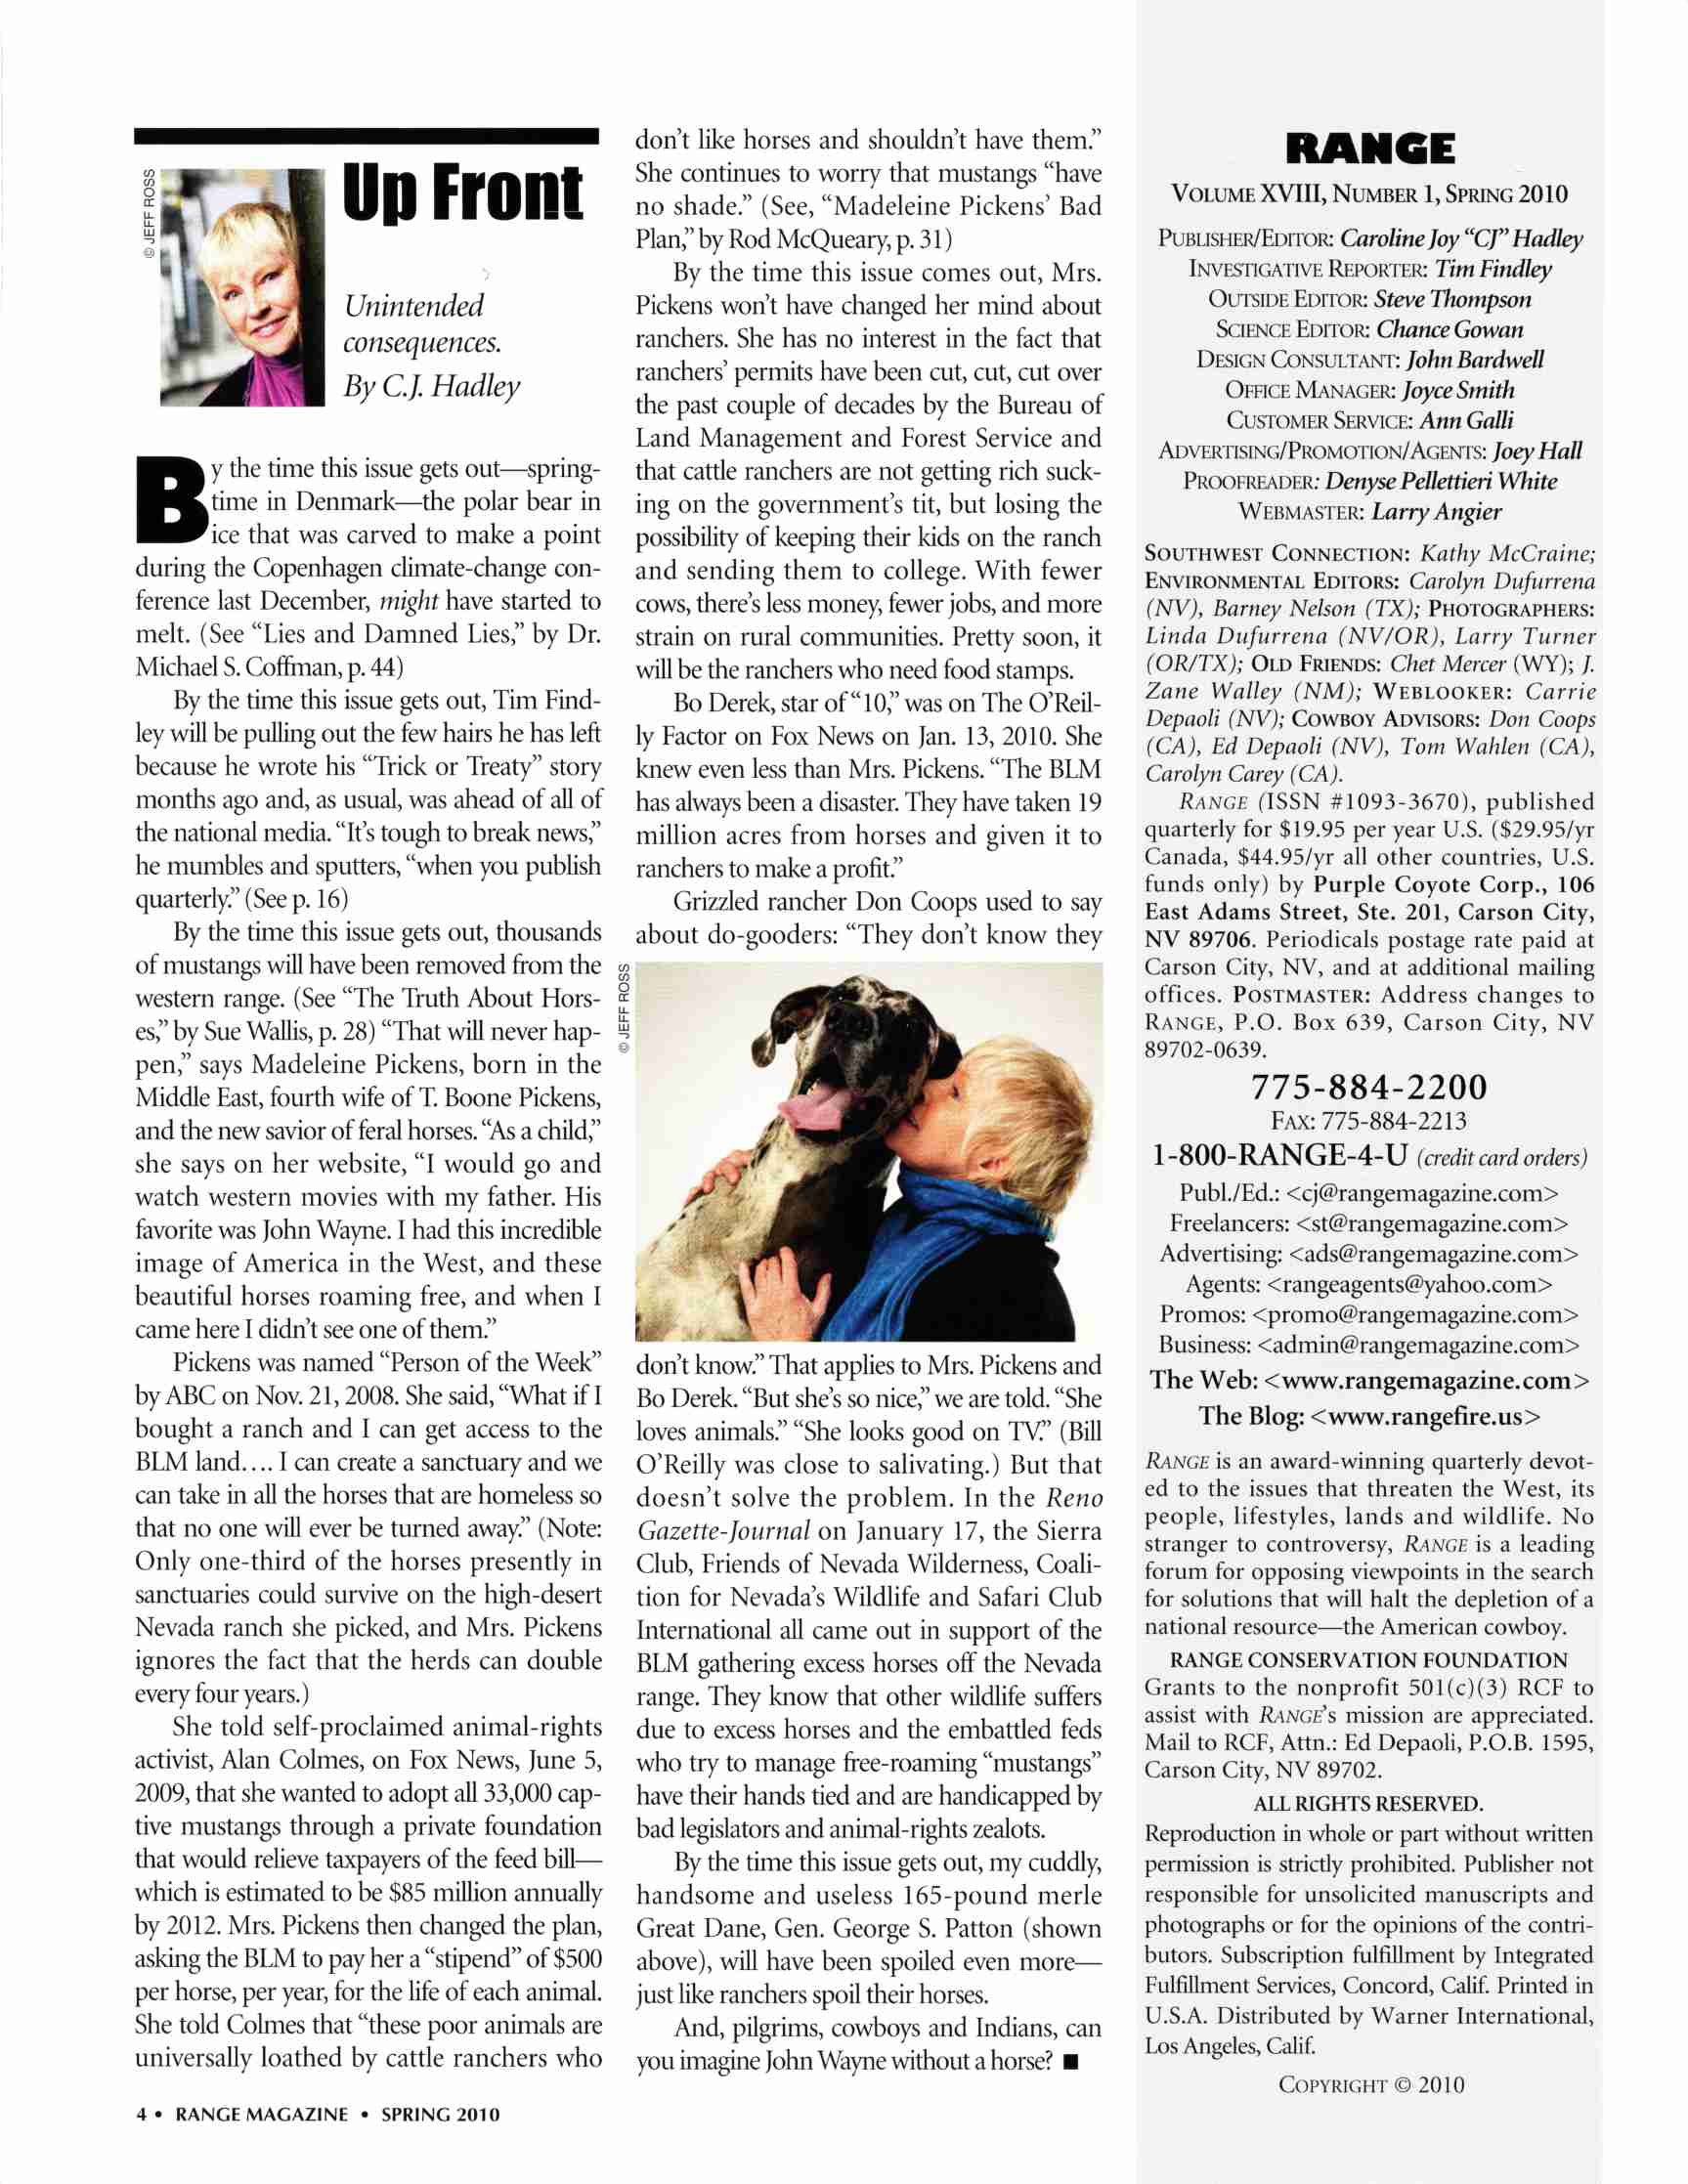 © JEFF ROSS
Up Front
Unintended
consequences.
By C.J. Hadley
By the time this issue gets out—spring-
time in Denmark—the polar bear in
ice that was carved to make a point
during the Copenhagen climate-change con-
ference last December, might have started to
melt. (See “Lies and Damned Lies,” by Dr.
Michael S. Coffman, p. 44)
By the time this issue gets out, Tim Find-
ley will be pulling out the few hairs he has left
because he wrote his “Trick or Treaty” story
months ago and, as usual, was ahead of all of
the national media. “It’s tough to break news,”
he mumbles and sputters, “when you publish
quarterly.” (See p. 16)
By the time this issue gets out, thousands
of mustangs will have been removed from the
western range. (See “The Truth About Hors-
es,” by Sue Wallis, p. 28) “That will never hap-
pen,” says Madeleine Pickens, born in the
Middle East, fourth wife of T. Boone Pickens,
and the new savior of feral horses. “As a child,”
she says on her website, “I would go and
watch western movies with my father. His
favorite was John Wayne. I had this incredible
image of America in the West, and these
beautiful horses roaming free, and when I
came here I didn’t see one of them.”
Pickens was named “Person of the Week”
by ABC on Nov. 21, 2008. She said, “What if I
bought a ranch and I can get access to the
BLM land…. I can create a sanctuary and we
can take in all the horses that are homeless so
that no one will ever be turned away.” (Note:
Only one-third of the horses presently in
sanctuaries could survive on the high-desert
Nevada ranch she picked, and Mrs. Pickens
ignores the fact that the herds can double
every four years.)
She told self-proclaimed animal-rights
activist, Alan Colmes, on Fox News, June 5,
2009, that she wanted to adopt all 33,000 cap-
tive mustangs through a private foundation
that would relieve taxpayers of the feed bill—
which is estimated to be $85 million annually
by 2012. Mrs. Pickens then changed the plan,
asking the BLM to pay her a “stipend” of $500
per horse, per year, for the life of each animal.
She told Colmes that “these poor animals are
universally loathed by cattle ranchers who
don’t like horses and shouldn’t have them.”
She continues to worry that mustangs “have
no shade.” (See, “Madeleine Pickens’ Bad
Plan,” by Rod McQueary, p. 31)
By the time this issue comes out, Mrs.
Pickens won’t have changed her mind about
ranchers. She has no interest in the fact that
ranchers’ permits have been cut, cut, cut over
the past couple of decades by the Bureau of
Land Management and Forest Service and
that cattle ranchers are not getting rich suck-
ing on the government’s tit, but losing the
possibility of keeping their kids on the ranch
and sending them to college. With fewer
cows, there’s less money, fewer jobs, and more
strain on rural communities. Pretty soon, it
will be the ranchers who need food stamps.
Bo Derek, star of “10,” was on The O’Reil-
ly Factor on Fox News on Jan. 13, 2010. She
knew even less than Mrs. Pickens. “The BLM
has always been a disaster. They have taken 19
million acres from horses and given it to
ranchers to make a profit.”
Grizzled rancher Don Coops used to say
about do-gooders: “They don’t know they
© JEFF ROSS
don’t know.” That applies to Mrs. Pickens and
Bo Derek. “But she’s so nice,” we are told. “She
loves animals.” “She looks good on TV.” (Bill
O’Reilly was close to salivating.) But that
doesn’t solve the problem. In the Reno
Gazette-Journal on January 17, the Sierra
Club, Friends of Nevada Wilderness, Coali-
tion for Nevada’s Wildlife and Safari Club
International all came out in support of the
BLM gathering excess horses off the Nevada
range. They know that other wildlife suffers
due to excess horses and the embattled feds
who try to manage free-roaming “mustangs”
have their hands tied and are handicapped by
bad legislators and animal-rights zealots.
By the time this issue gets out, my cuddly,
handsome and useless 165-pound merle
Great Dane, Gen. George S. Patton (shown
above), will have been spoiled even more—
just like ranchers spoil their horses.
And, pilgrims, cowboys and Indians, can
you imagine John Wayne without a horse? ■
RANGE
VOLUME XVIII, NUMBER 1, SPRING 2010
PUBLISHER/EDITOR: Caroline Joy “CJ” Hadley
INVESTIGATIVE REPORTER: Tim Findley
OUTSIDE EDITOR: Steve Thompson
SCIENCE EDITOR: Chance Gowan
DESIGN CONSULTANT: John Bardwell
OFFICE MANAGER: Joyce Smith
CUSTOMER SERVICE: Ann Galli
ADVERTISING/PROMOTION/AGENTS: Joey Hall
PROOFREADER: Denyse Pellettieri White
WEBMASTER: Larry Angier
SOUTHWEST CONNECTION: Kathy McCraine;
ENVIRONMENTAL EDITORS: Carolyn Dufurrena
(NV), Barney Nelson (TX); PHOTOGRAPHERS:
Linda Dufurrena (NV/OR), Larry Turner
(OR/TX); OLD FRIENDS: Chet Mercer (WY); J.
Zane Walley (NM); WEBLOOKER: Carrie
Depaoli (NV); COWBOY ADVISORS: Don Coops
(CA), Ed Depaoli (NV), Tom Wahlen (CA),
Carolyn Carey (CA).
RANGE (ISSN #1093-3670), published
quarterly for $19.95 per year U.S. ($29.95/yr
Canada, $44.95/yr all other countries, U.S.
funds only) by Purple Coyote Corp., 106
East Adams Street, Ste. 201, Carson City,
NV 89706. Periodicals postage rate paid at
Carson City, NV, and at additional mailing
offices. POSTMASTER: Address changes to
RANGE, P.O. Box 639, Carson City, NV
89702-0639.
775-884-2200
FAX: 775-884-2213
1-800-RANGE-4-U (credit card orders)
Publ./Ed.: <cj@rangemagazine.com>
Freelancers: <st@rangemagazine.com>
Advertising: <ads@rangemagazine.com>
Agents: <rangeagents@yahoo.com>
Promos: <promo@rangemagazine.com>
Business: <admin@rangemagazine.com>
The Web: <www.rangemagazine.com>
The Blog: <www.rangefire.us>
RANGE is an award-winning quarterly devot-
ed to the issues that threaten the West, its
people, lifestyles, lands and wildlife. No
stranger to controversy, RANGE is a leading
forum for opposing viewpoints in the search
for solutions that will halt the depletion of a
national resource—the American cowboy.
RANGE CONSERVATION FOUNDATION
Grants to the nonprofit 501(c)(3) RCF to
assist with RANGE’s mission are appreciated.
Mail to RCF, Attn.: Ed Depaoli, P.O.B. 1595,
Carson City, NV 89702.
ALL RIGHTS RESERVED.
Reproduction in whole or part without written
permission is strictly prohibited. Publisher not
responsible for unsolicited manuscripts and
photographs or for the opinions of the contri-
butors. Subscription fulfillment by Integrated
Fulfillment Services, Concord, Calif. Printed in
U.S.A. Distributed by Warner International,
Los Angeles, Calif.
COPYRIGHT © 2010
4 • RANGE MAGAZINE • SPRING 2010